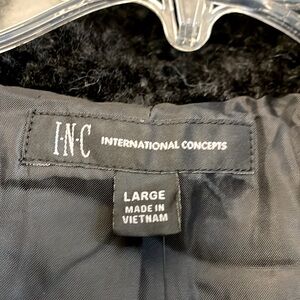 I·N·C INTERNATIONAL CONCEPTS
LARGE
MADE IN
VIETNAM